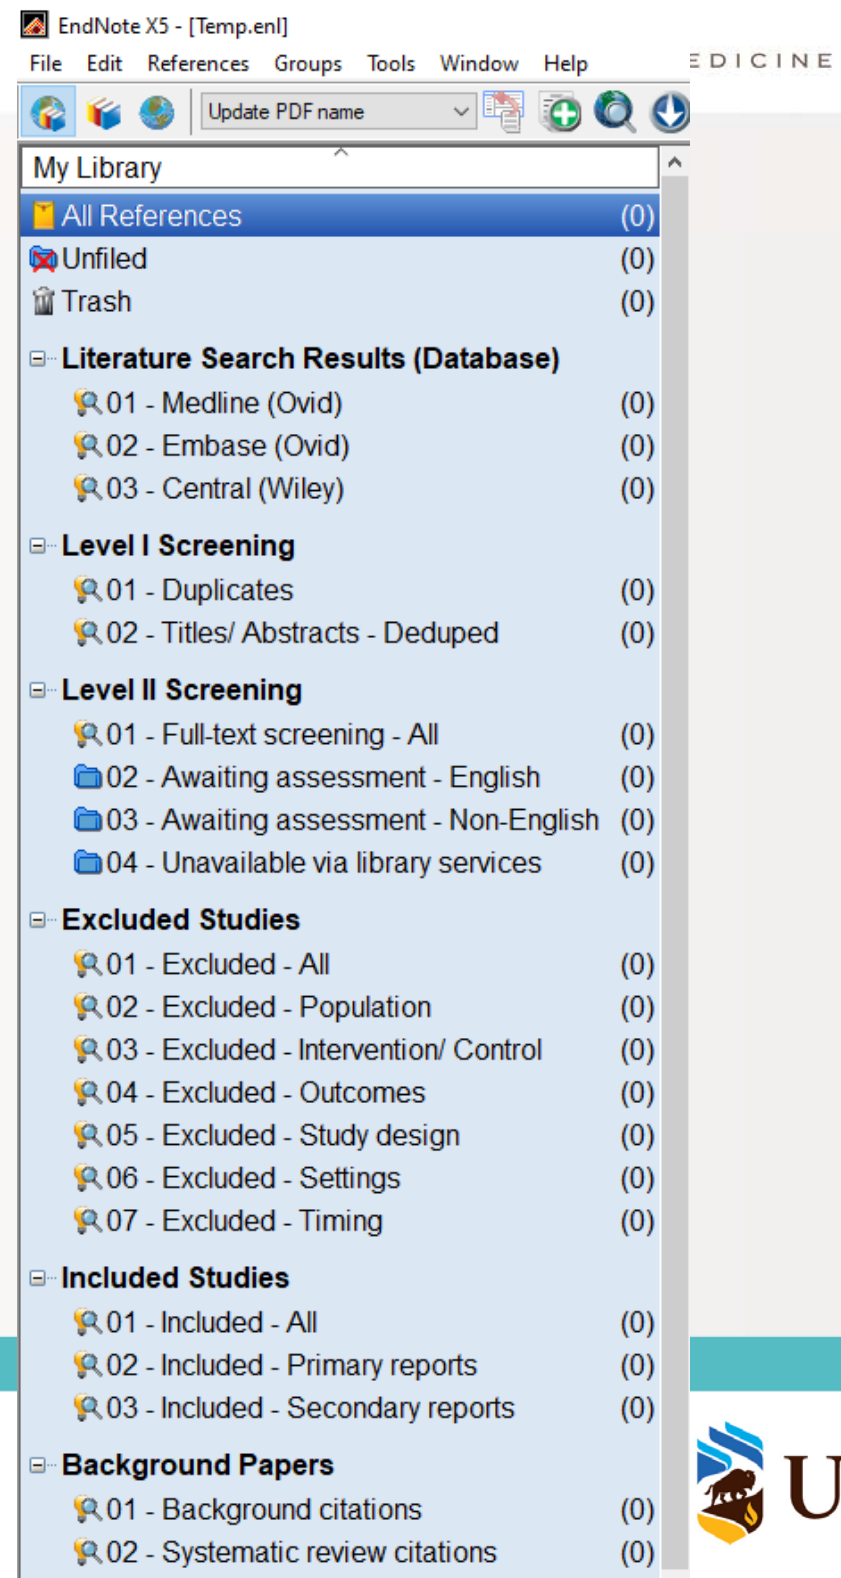 EndNote X5 - [Temp.enl]
File Edit References Groups Tools Window Help
EDICINE
Update PDF name
My Library
All References (0)
Unfiled (0)
Trash (0)
Literature Search Results (Database)
01 - Medline (Ovid) (0)
02 - Embase (Ovid) (0)
03 - Central (Wiley) (0)
Level I Screening
01 - Duplicates (0)
02 - Titles/ Abstracts - Deduped (0)
Level II Screening
01 - Full-text screening - All (0)
02 - Awaiting assessment - English (0)
03 - Awaiting assessment - Non-English (0)
04 - Unavailable via library services (0)
Excluded Studies
01 - Excluded - All (0)
02 - Excluded - Population (0)
03 - Excluded - Intervention/ Control (0)
04 - Excluded - Outcomes (0)
05 - Excluded - Study design (0)
06 - Excluded - Settings (0)
07 - Excluded - Timing (0)
Included Studies
01 - Included - All (0)
02 - Included - Primary reports (0)
03 - Included - Secondary reports (0)
Background Papers
01 - Background citations (0)
02 - Systematic review citations (0)
U